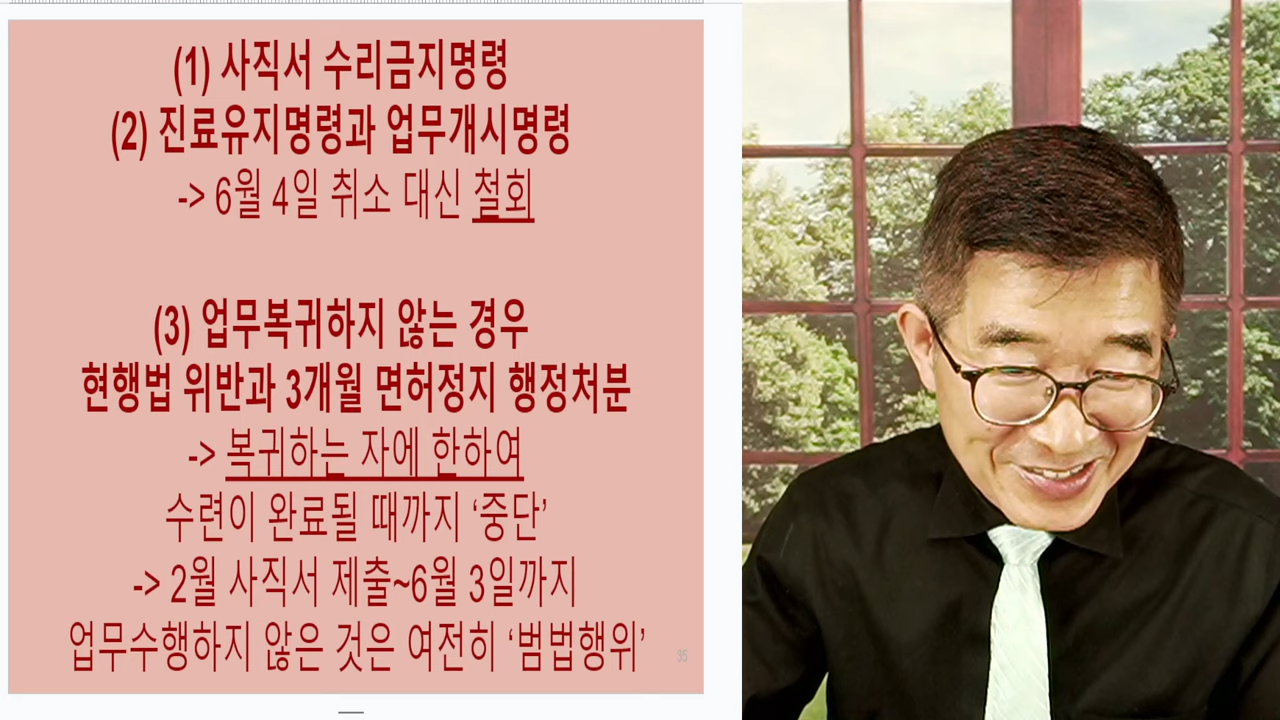 (1) 사직서 수리금지명령
(2) 진료유지명령과 업무개시명령
-> 6월 4일 취소 대신 철회
(3) 업무복귀하지 않는 경우
현행법 위반과 3개월 면허정지 행정처분
-> 복귀하는 자에 한하여
수련이 완료될 때까지 ‘중단’
-> 2월 사직서 제출~6월 3일까지
업무수행하지 않은 것은 여전히 ‘범법행위’
35